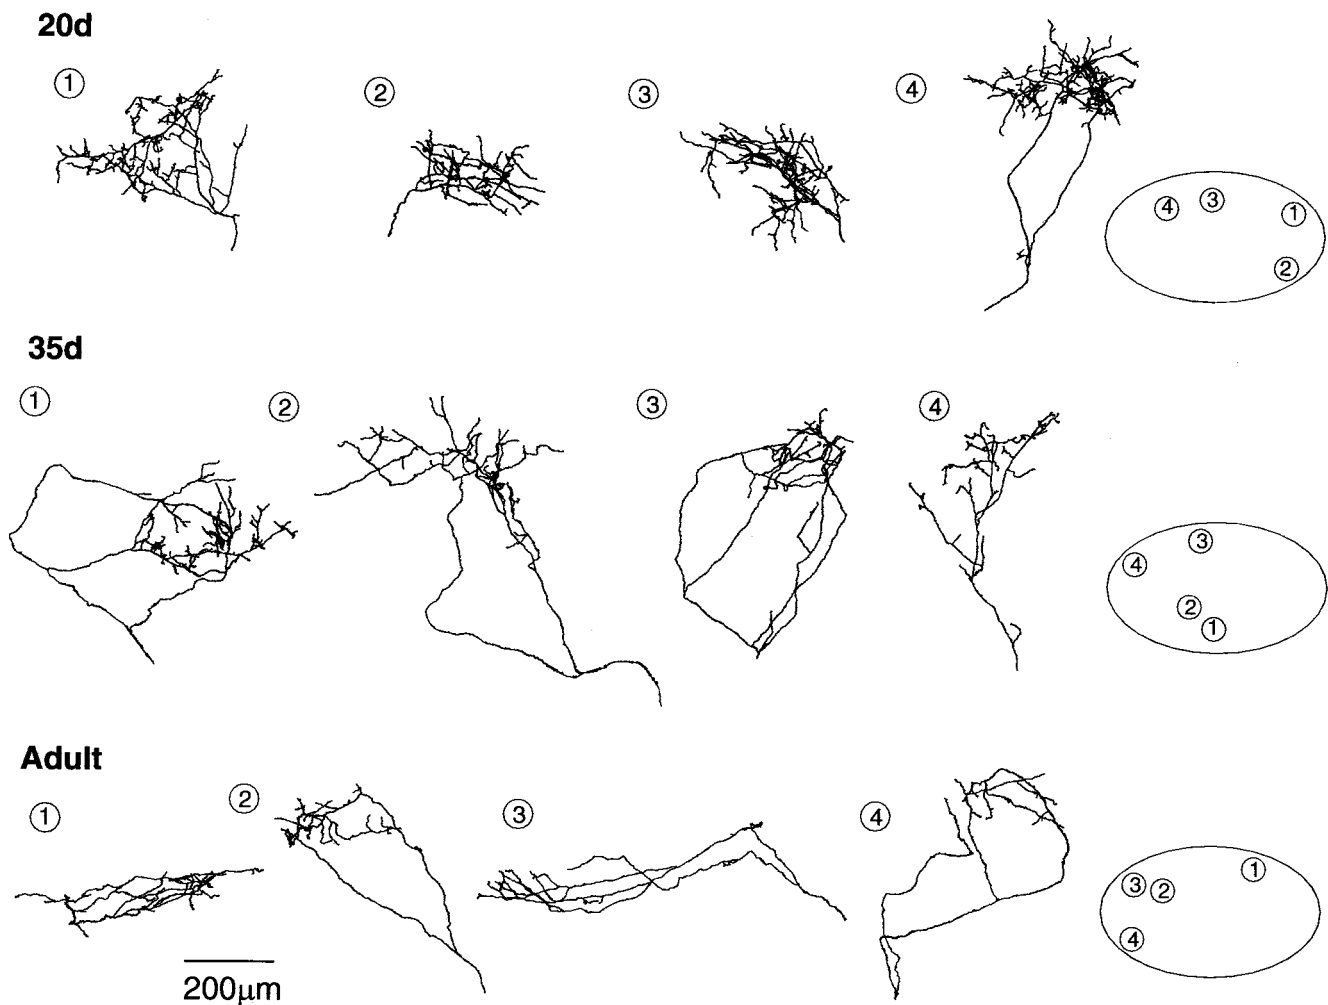 20d
① ② ③ ④
④ ③ ①
②
35d
① ② ③ ④
③
④
②
①
Adult
① ② ③ ④
①
③ ②
④
200μm